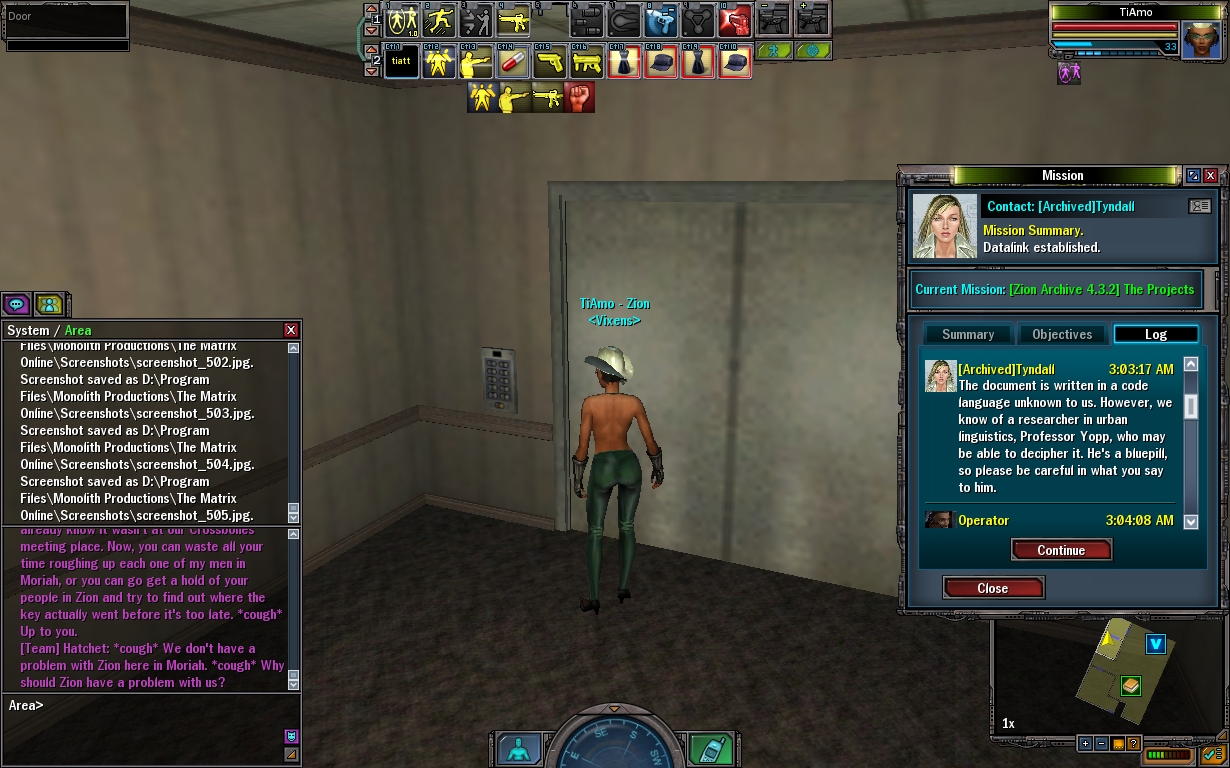 Door
TiAmo
33
tiatt
Mission
Contact: [Archived]Tyndall
Mission Summary.
Datalink established.
Current Mission: [Zion Archive 4.3.2] The Projects
Summary
Objectives
Log
[Archived]Tyndall 3:03:17 AM
The document is written in a code
language unknown to us. However, we
know of a researcher in urban
linguistics, Professor Yopp, who may
be able to decipher it. He's a bluepill,
so please be careful in what you say
to him.
Operator 3:04:08 AM
Continue
Close
TiAmo - Zion
<Vixens>
System / Area
Files\Monolith Productions\The Matrix
Online\Screenshots\screenshot_502.jpg.
Screenshot saved as D:\Program
Files\Monolith Productions\The Matrix
Online\Screenshots\screenshot_503.jpg.
Screenshot saved as D:\Program
Files\Monolith Productions\The Matrix
Online\Screenshots\screenshot_504.jpg.
Screenshot saved as D:\Program
Files\Monolith Productions\The Matrix
Online\Screenshots\screenshot_505.jpg.
already know it wasn't at our Crossbones
meeting place. Now, you can waste all your
time roughing up each one of my men in
Moriah, or you can go get a hold of your
people in Zion and try to find out where the
key actually went before it's too late. *cough*
Up to you.
[Team] Hatchet: *cough* We don't have a
problem with Zion here in Moriah. *cough* Why
should Zion have a problem with us?
Area>
E SE S SW
V
1x